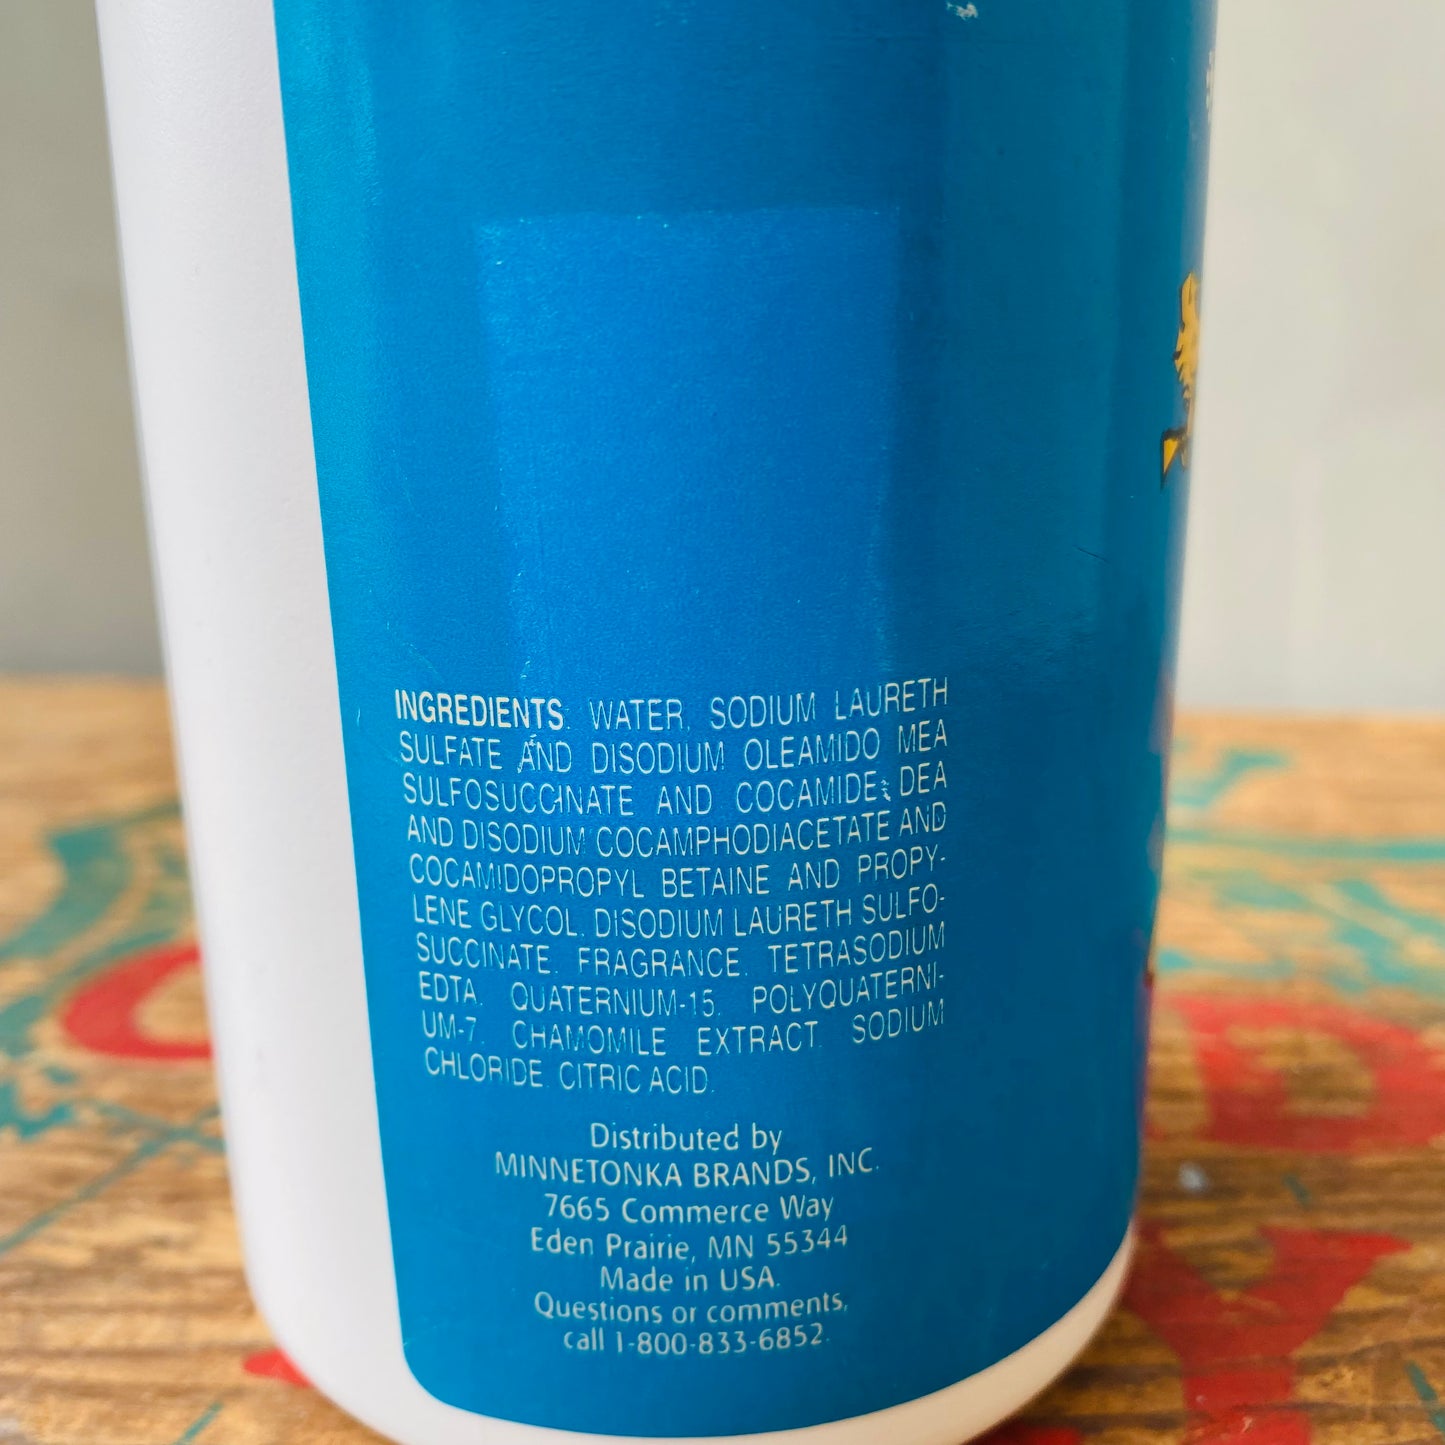 INGREDIENTS. WATER, SODIUM LAURETH
SULFATE AND DISODIUM OLEAMIDO MEA
SULFOSUCCINATE AND COCAMIDE, DEA
AND DISODIUM COCAMPHODIACETATE AND
COCAMIDOPROPYL BETAINE AND PROPY-
LENE GLYCOL. DISODIUM LAURETH SULFO-
SUCCINATE. FRAGRANCE. TETRASODIUM
EDTA. QUATERNIUM-15. POLYQUATERNI-
UM-7. CHAMOMILE EXTRACT. SODIUM
CHLORIDE. CITRIC ACID.
Distributed by
MINNETONKA BRANDS, INC.
7665 Commerce Way
Eden Prairie, MN 55344
Made in USA.
Questions or comments,
call 1-800-833-6852.